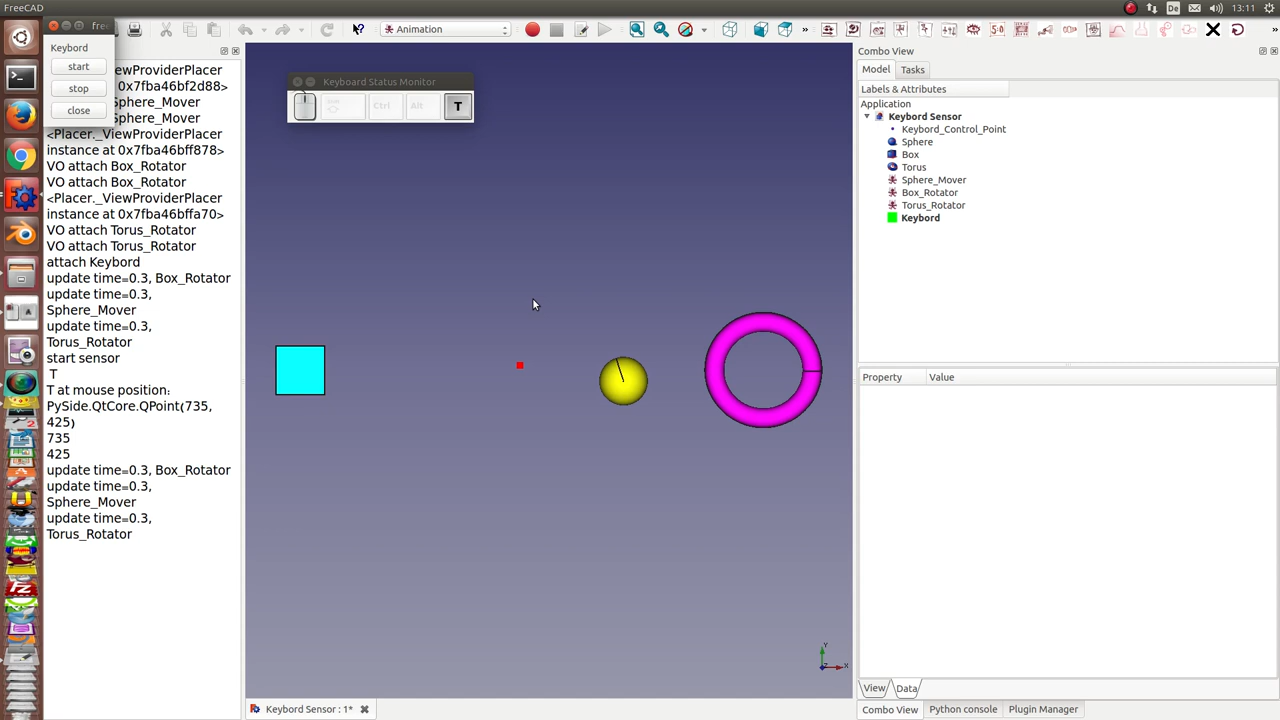 FreeCAD
De
13:11
free
Keybord
start
stop
close
Animation
Combo View
Model
Tasks
Labels & Attributes
Application
Keybord Sensor
Keybord_Control_Point
Sphere
Box
Torus
Sphere_Mover
Box_Rotator
Torus_Rotator
Keybord
Keyboard Status Monitor
Ctrl
Alt
T
ViewProviderPlacer
0x7fba46bf2d88>
Sphere_Mover
Sphere_Mover
<Placer._ViewProviderPlacer
instance at 0x7fba46bff878>
VO attach Box_Rotator
VO attach Box_Rotator
<Placer._ViewProviderPlacer
instance at 0x7fba46bffa70>
VO attach Torus_Rotator
VO attach Torus_Rotator
attach Keybord
update time=0.3, Box_Rotator
update time=0.3,
Sphere_Mover
update time=0.3,
Torus_Rotator
start sensor
T
T at mouse position:
PySide.QtCore.QPoint(735,
425)
735
425
update time=0.3, Box_Rotator
update time=0.3,
Sphere_Mover
update time=0.3,
Torus_Rotator
Property
Value
Y
X
View
Data
Keybord Sensor : 1*
Combo View
Python console
Plugin Manager